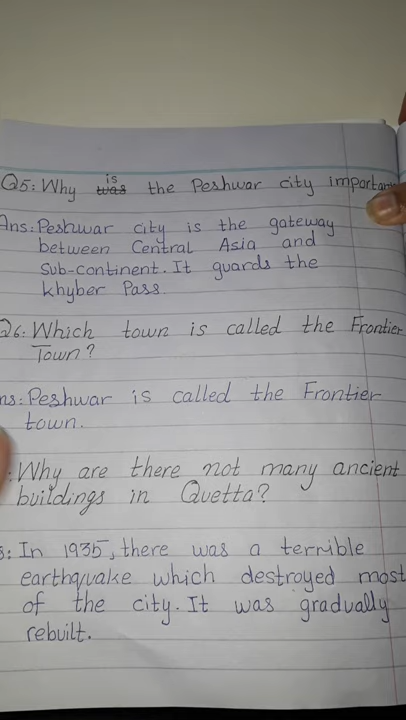 Q5: Why ~~was~~ is the Peshwar city important
Ans: Peshwar city is the gateway
between Central Asia and
Sub-continent. It guards the
khyber Pass
Q6: Which town is called the Frontier
Town?
ns: Peshwar is called the Frontier
town.
: Why are there not many ancient
buildings in Quetta?
s: In 1935, there was a terrible
earthquake which destroyed most
of the city. It was gradually
rebuilt.